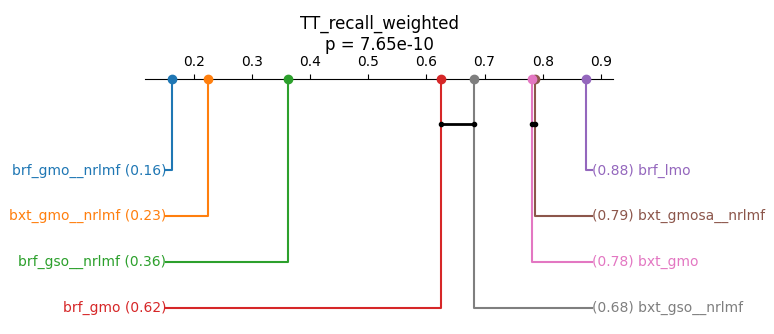 TT_recall_weighted
p = 7.65e-10
0.2 0.3 0.4 0.5 0.6 0.7 0.8 0.9
brf_gmo__nrlmf (0.16) (0.88) brf_lmo
bxt_gmo__nrlmf (0.23) (0.79) bxt_gmosa__nrlmf
brf_gso__nrlmf (0.36) (0.78) bxt_gmo
brf_gmo (0.62) (0.68) bxt_gso__nrlmf